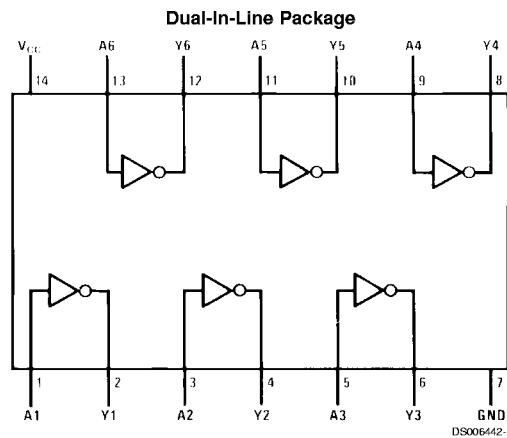 Dual-In-Line Package
VCC A6 Y6 A5 Y5 A4 Y4
14 13 12 11 10 9 8
1 2 3 4 5 6 7
A1 Y1 A2 Y2 A3 Y3 GND
DS006442-